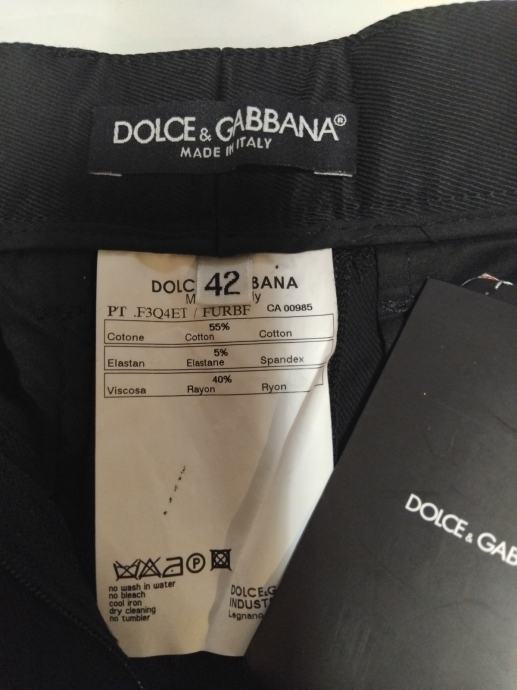 DOLCE & GABBANA®
MADE IN ITALY
42
DOLC BANA
M ly
PT .F3Q4ET / FURBF CA 00985
55%
Cotone Cotton Cotton
5%
Elastan Elastane Spandex
40%
Viscosa Rayon Ryon
P
no wash in water
no bleach
cool iron
dry cleaning
no tumbler
DOLCE&G
INDUST
Legnano
DOLCE & GAB